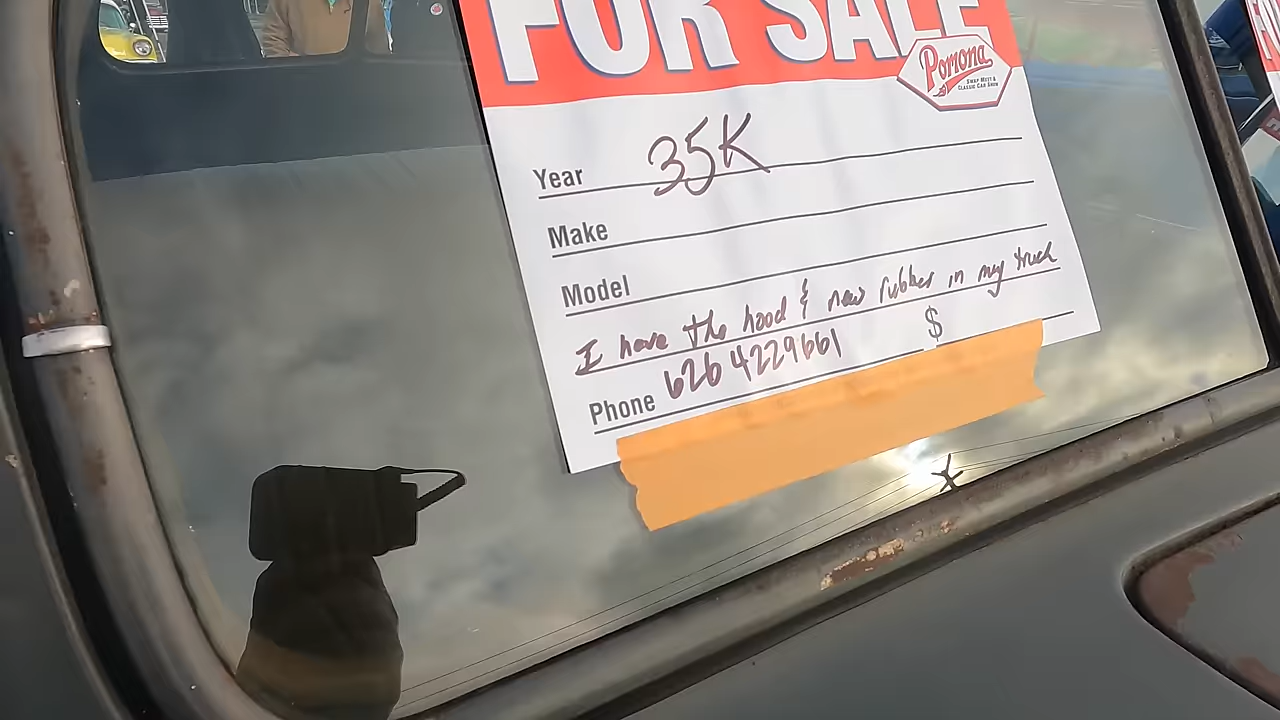 FOR SALE
Pomona
SWAP MEET &
CLASSIC CAR SHOW
Year 35K
Make
Model
I have the hood & new rubber in my truck
Phone 626 4229661 $